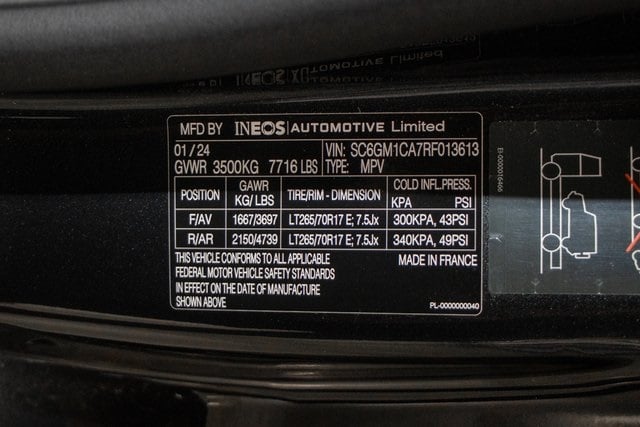 MFD BY INEOS | AUTOMOTIVE Limited
01/24 VIN: SC6GM1CA7RF013613
GVWR 3500KG 7716 LBS TYPE: MPV
POSITION GAWR KG/LBS TIRE/RIM - DIMENSION COLD INFL.PRESS. KPA PSI
F/AV 1667/3697 LT265/70R17 E; 7.5Jx 300KPA, 43PSI
R/AR 2150/4739 LT265/70R17 E; 7.5Jx 340KPA, 49PSI
THIS VEHICLE CONFORMS TO ALL APPLICABLE MADE IN FRANCE
FEDERAL MOTOR VEHICLE SAFETY STANDARDS
IN EFFECT ON THE DATE OF MANUFACTURE
SHOWN ABOVE
PL-0000000040